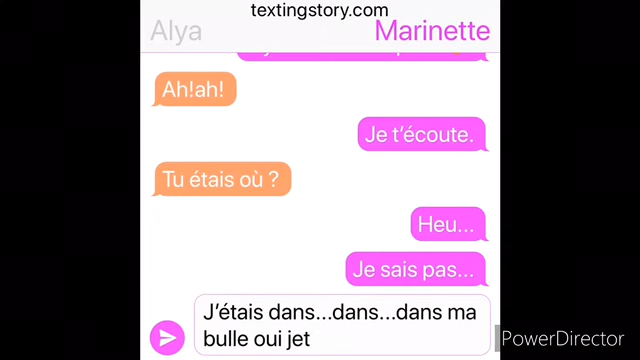 textingstory.com
Alya
Marinette
Ah!ah!
Je t'écoute.
Tu étais où ?
Heu...
Je sais pas...
J'étais dans...dans...dans ma
bulle oui jet
PowerDirector